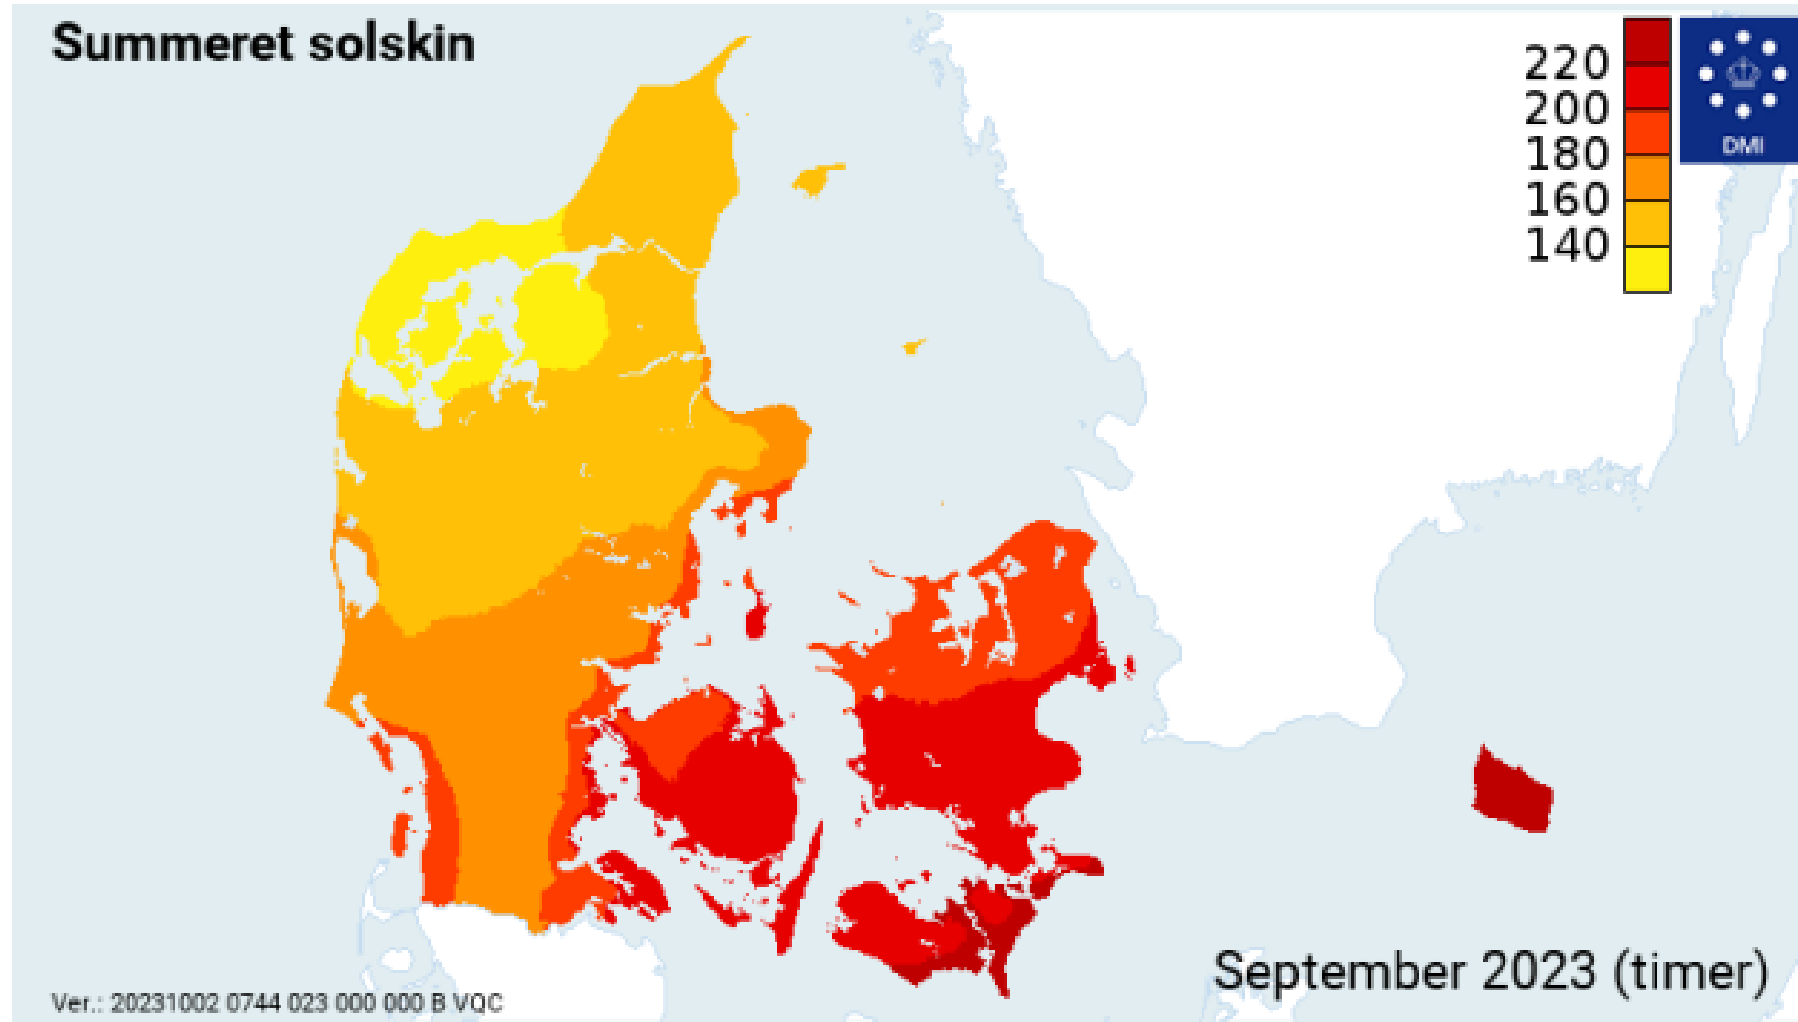 Summeret solskin
220
200
180
160
140
DMI
September 2023 (timer)
Ver.: 20231002 0744 023 000 000 B VQC